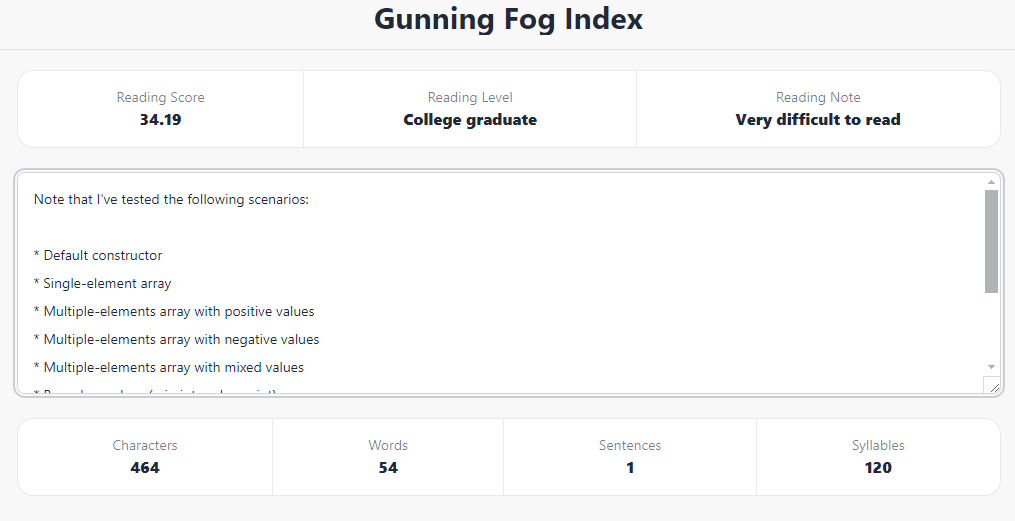 Gunning Fog Index
Reading Score
34.19
Reading Level
College graduate
Reading Note
Very difficult to read
Note that I've tested the following scenarios:
* Default constructor
* Single-element array
* Multiple-elements array with positive values
* Multiple-elements array with negative values
* Multiple-elements array with mixed values
Characters
464
Words
54
Sentences
1
Syllables
120